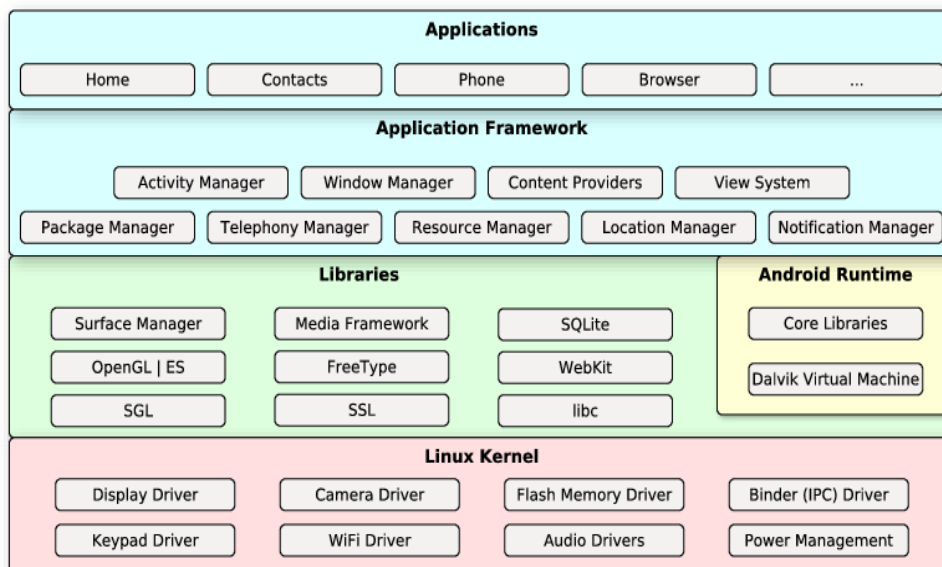 Applications
Home Contacts Phone Browser ...
Application Framework
Activity Manager Window Manager Content Providers View System
Package Manager Telephony Manager Resource Manager Location Manager Notification Manager
Libraries Android Runtime
Surface Manager Media Framework SQLite Core Libraries
OpenGL | ES FreeType WebKit Dalvik Virtual Machine
SGL SSL libc
Linux Kernel
Display Driver Camera Driver Flash Memory Driver Binder (IPC) Driver
Keypad Driver WiFi Driver Audio Drivers Power Management